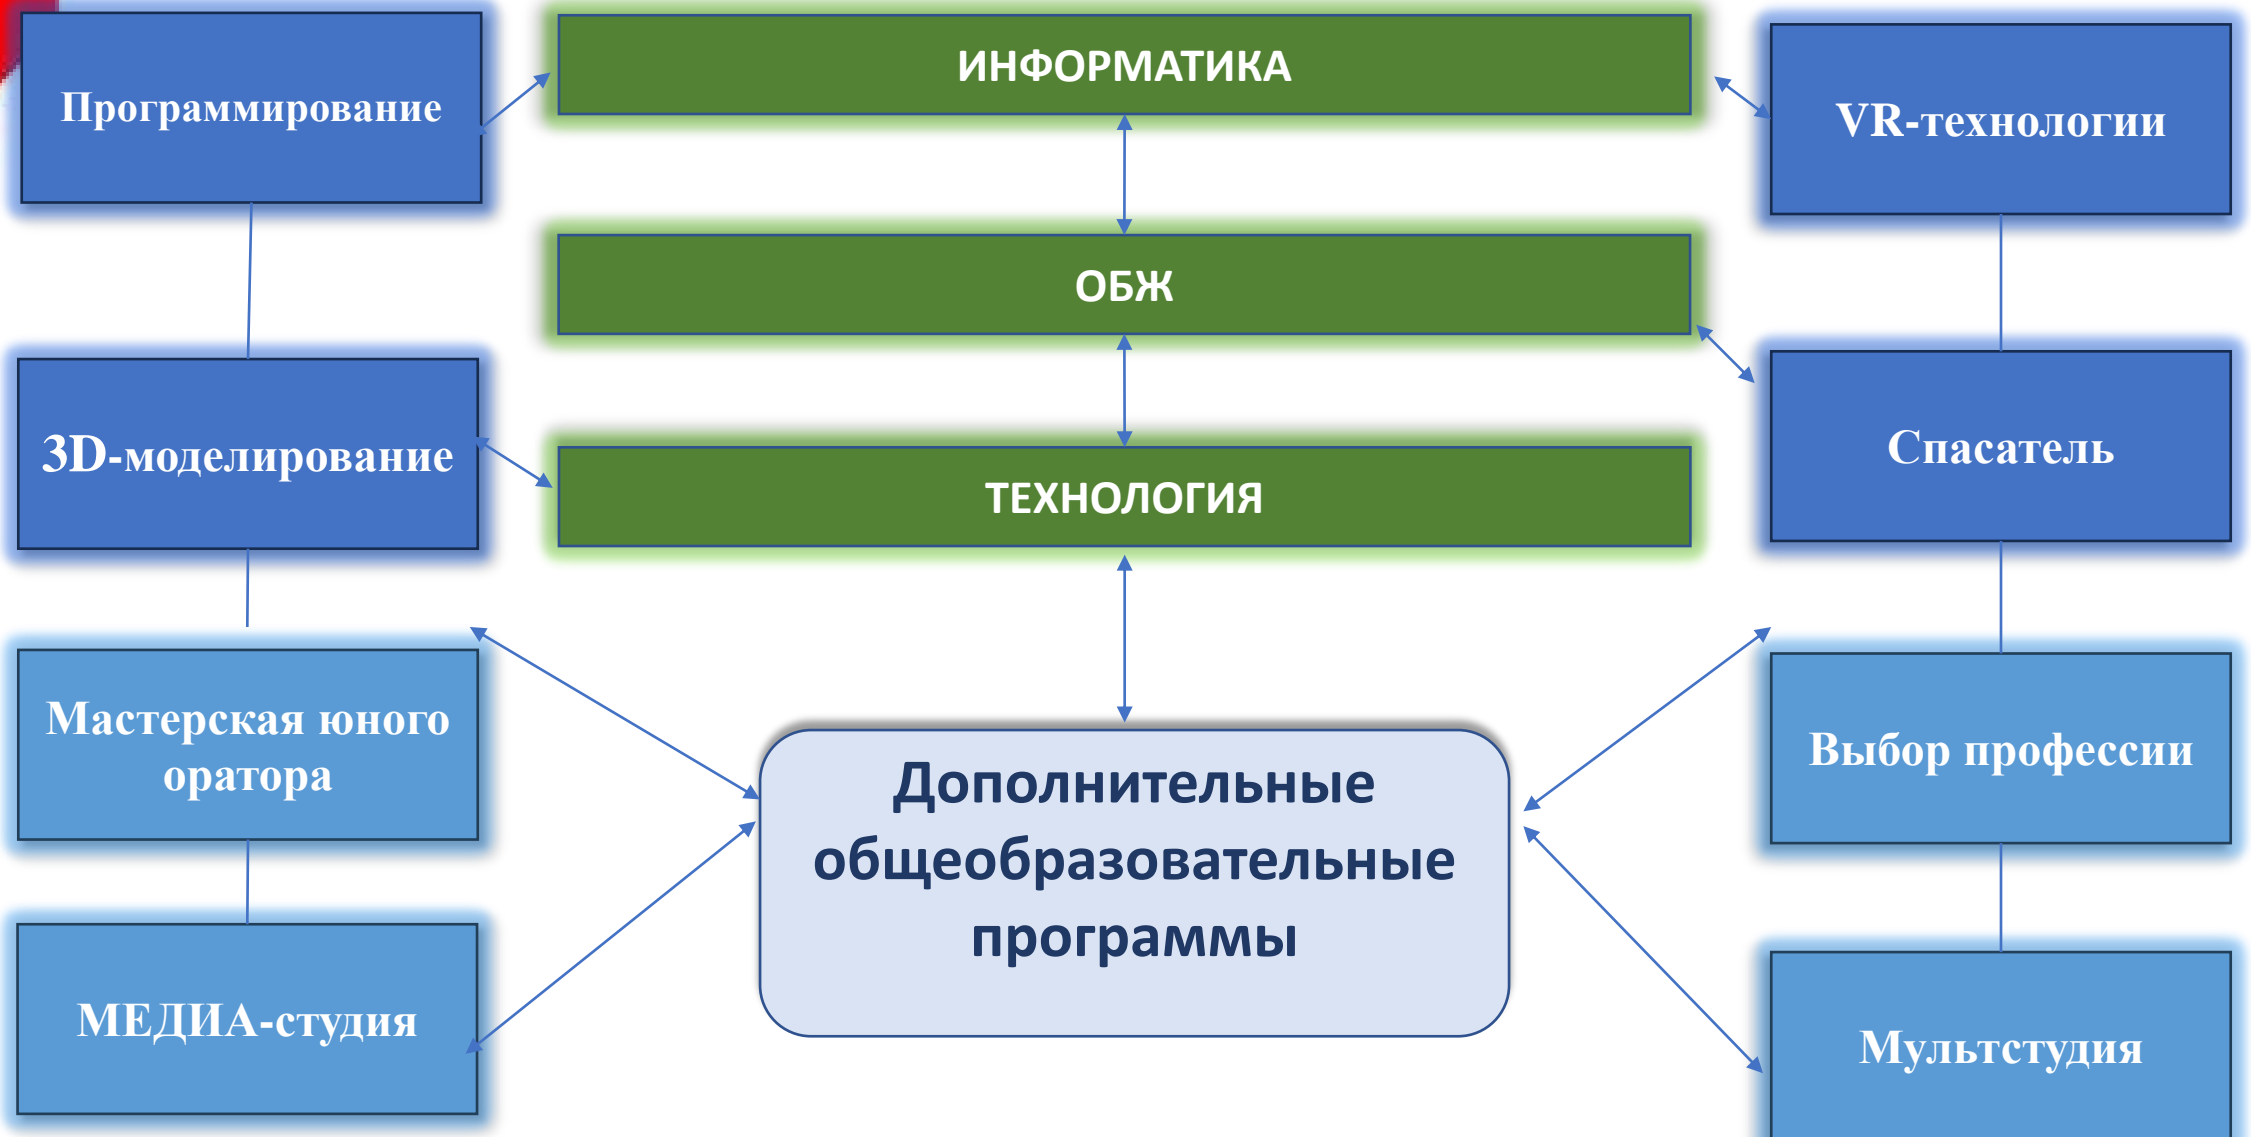 Программирование
ИНФОРМАТИКА
VR-технологии
ОБЖ
3D-моделирование
Спасатель
ТЕХНОЛОГИЯ
Мастерская юного
оратора
Выбор профессии
Дополнительные
общеобразовательные
программы
МЕДИА-студия
Мультстудия